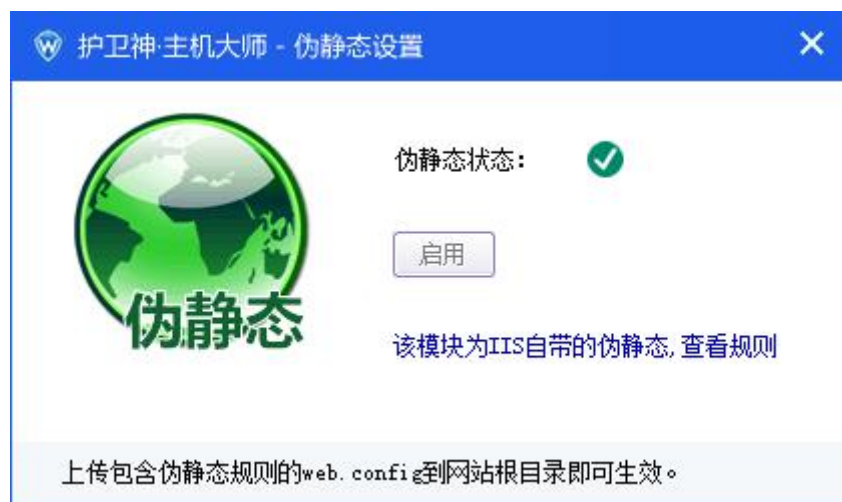 护卫神·主机大师 - 伪静态设置
伪静态状态：
启用
伪静态
该模块为IIS自带的伪静态,查看规则
上传包含伪静态规则的web.config到网站根目录即可生效。